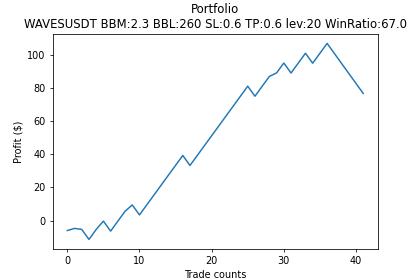 Portfolio
WAVESUSDT BBM:2.3 BBL:260 SL:0.6 TP:0.6 lev:20 WinRatio:67.0
100
80
60
40
20
0
Profit ($)
0 10 20 30 40
Trade counts